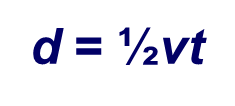 d = ½vt